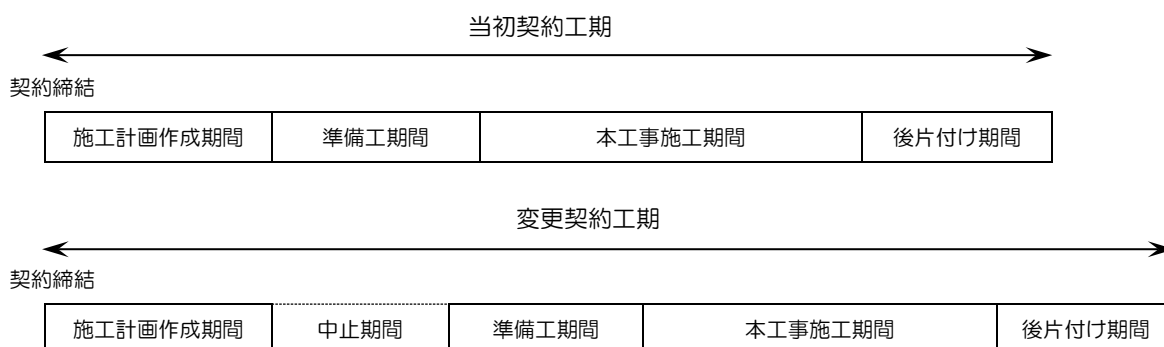 当初契約工期
契約締結
施工計画作成期間 準備工期間 本工事施工期間 後片付け期間
変更契約工期
契約締結
施工計画作成期間 中止期間 準備工期間 本工事施工期間 後片付け期間